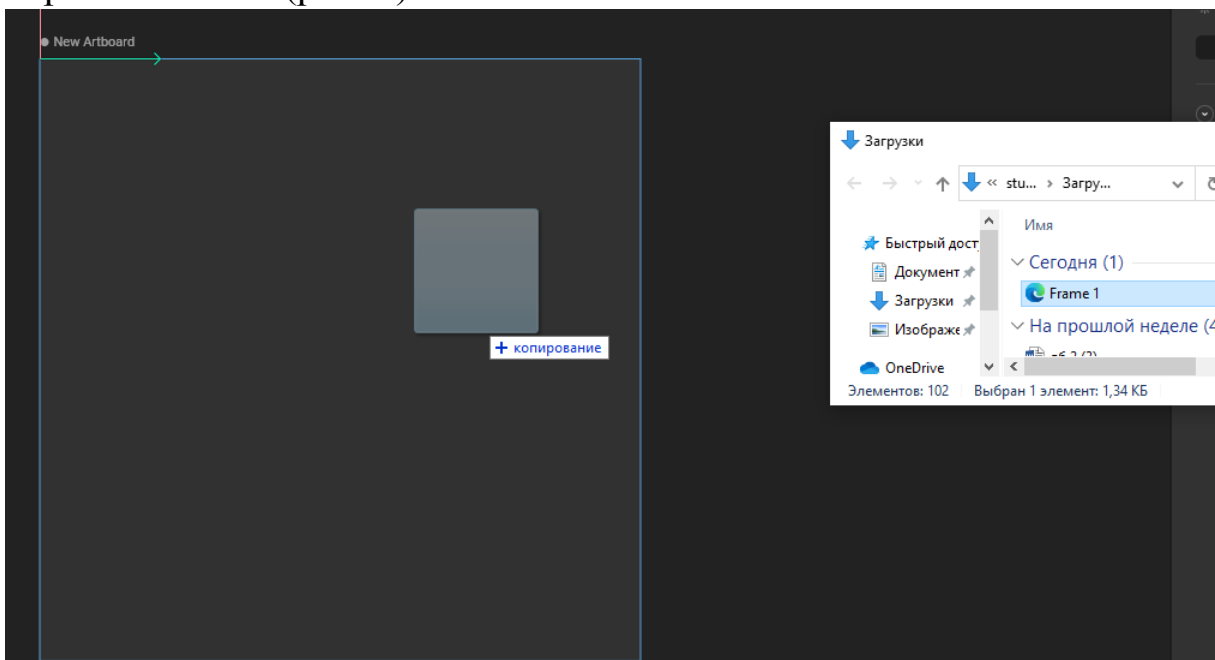 New Artboard
Загрузки
« stu... › Загру...
Имя
Быстрый дост
Сегодня (1)
Документ
Frame 1
Загрузки
На прошлой неделе (4
Изображе
+ копирование
OneDrive
Элементов: 102 Выбран 1 элемент: 1,34 КБ